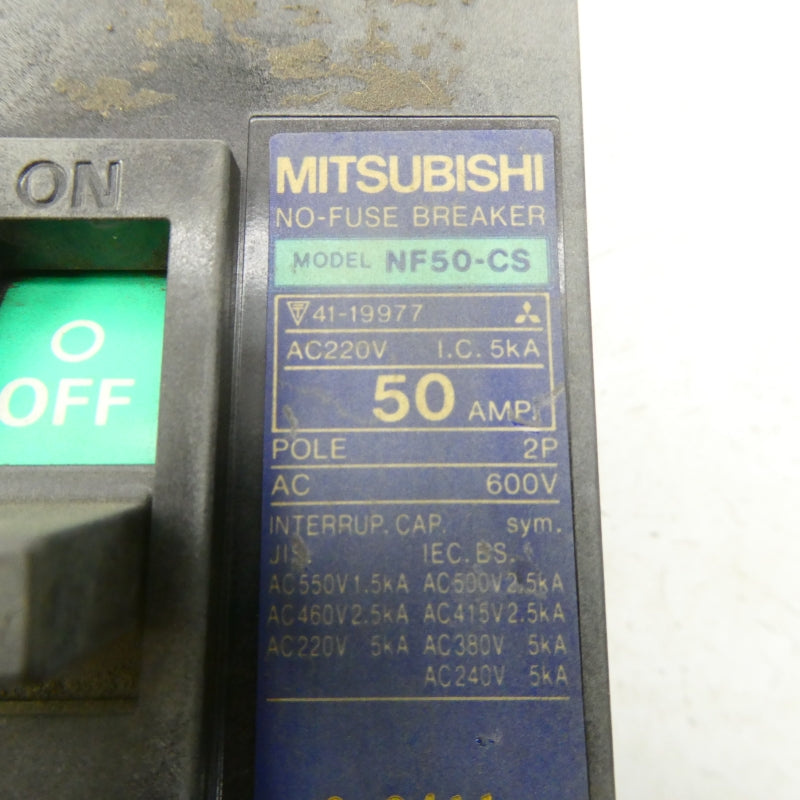 ON
OFF
MITSUBISHI
NO-FUSE BREAKER
MODEL NF50-CS
41-19977
AC220V I.C. 5kA
50 AMP.
POLE 2P
AC 600V
INTERRUP. CAP. sym.
JIS. IEC. BS.
AC550V 1.5kA AC500V 2.5kA
AC460V 2.5kA AC415V 2.5kA
AC220V 5kA AC380V 5kA
AC240V 5kA